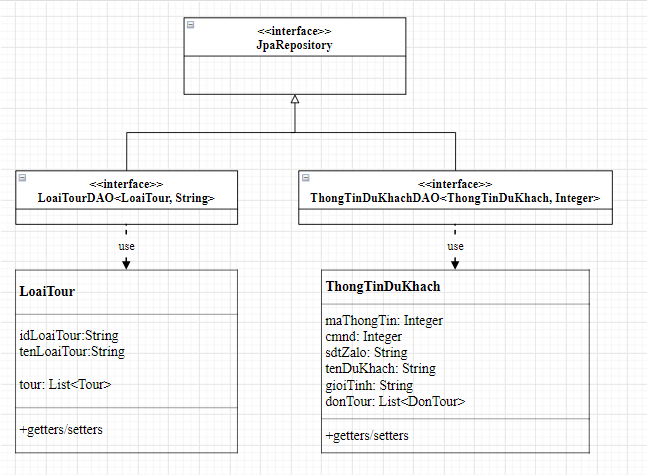 <<interface>>
JpaRepository
<<interface>>
LoaiTourDAO<LoaiTour, String>
<<interface>>
ThongTinDuKhachDAO<ThongTinDuKhach, Integer>
use
use
LoaiTour
idLoaiTour:String
tenLoaiTour:String
tour: List<Tour>
+getters/setters
ThongTinDuKhach
maThongTin: Integer
cmnd: Integer
sdtZalo: String
tenDuKhach: String
gioiTinh: String
donTour: List<DonTour>
+getters/setters